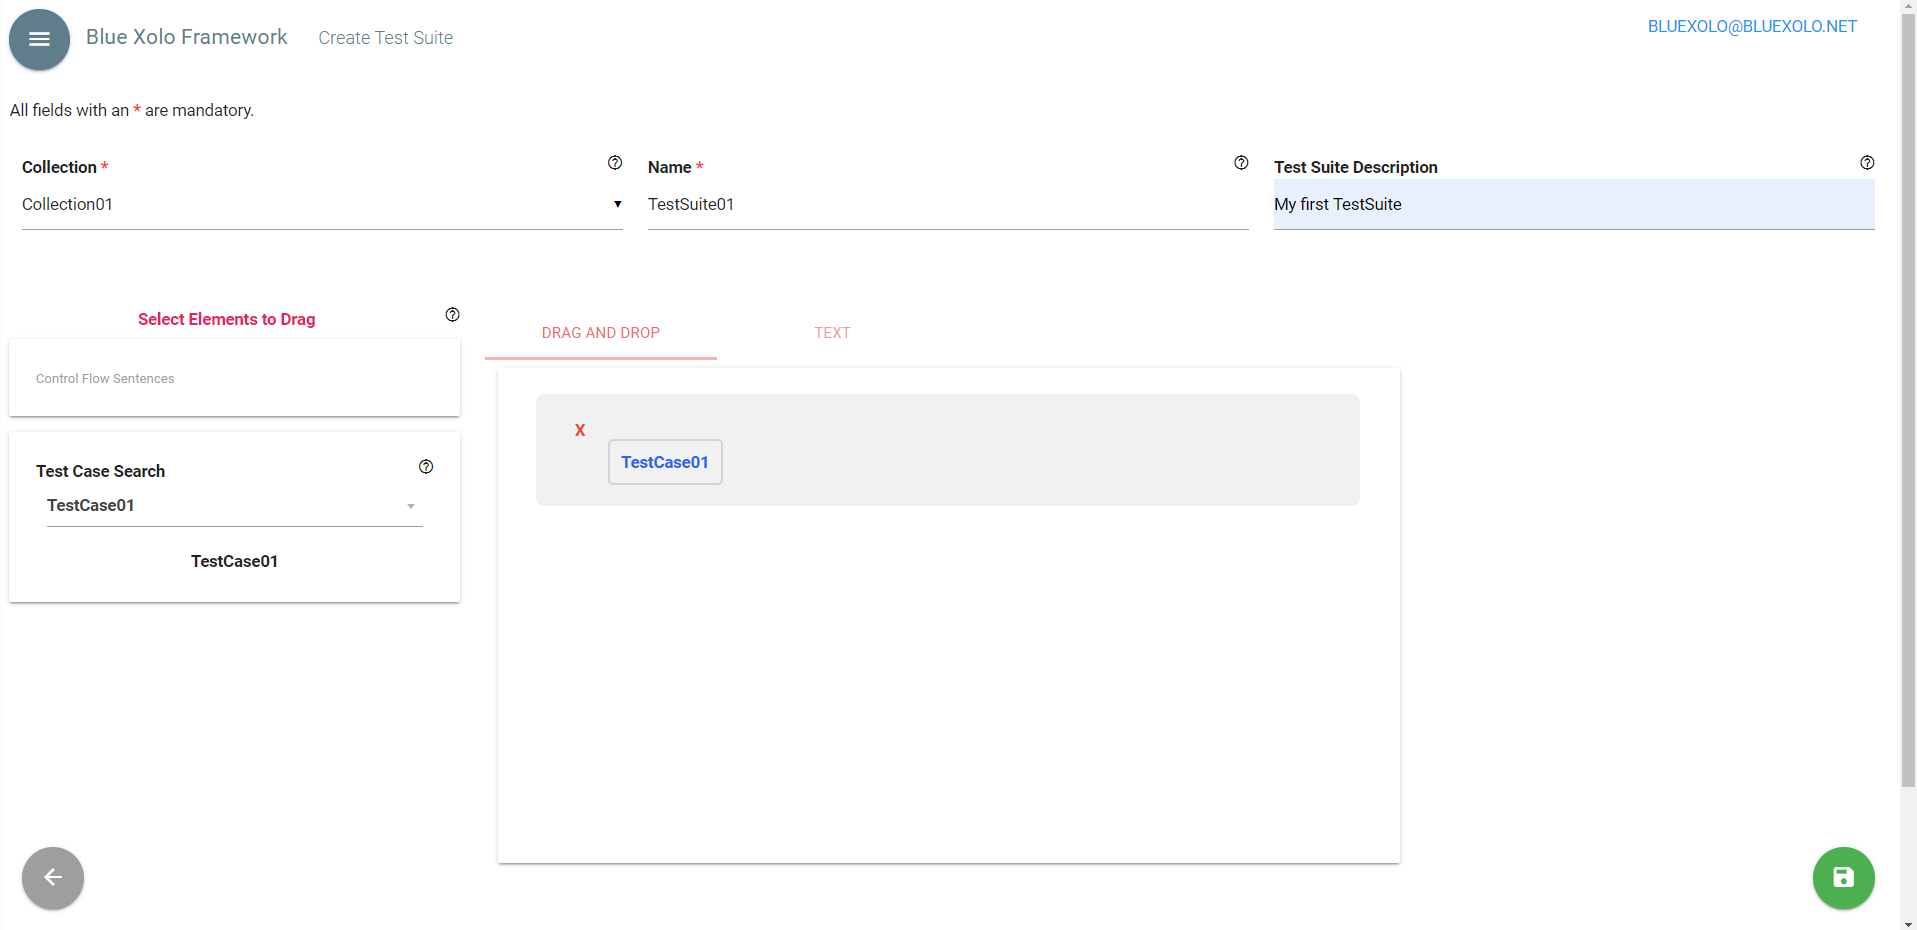 Blue Xolo Framework Create Test Suite
BLUEXOLO@BLUEXOLO.NET
All fields with an * are mandatory.
Collection *
Collection01
Name *
TestSuite01
Test Suite Description
My first TestSuite
Select Elements to Drag
Control Flow Sentences
Test Case Search
TestCase01
TestCase01
DRAG AND DROP
TEXT
X
TestCase01